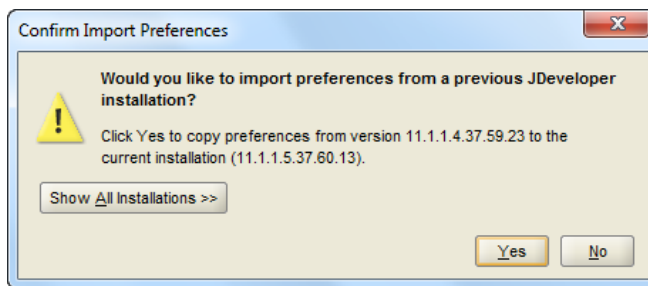 Confirm Import Preferences
Would you like to import preferences from a previous JDeveloper
installation?
Click Yes to copy preferences from version 11.1.1.4.37.59.23 to the
current installation (11.1.1.5.37.60.13).
Show All Installations >>
Yes No